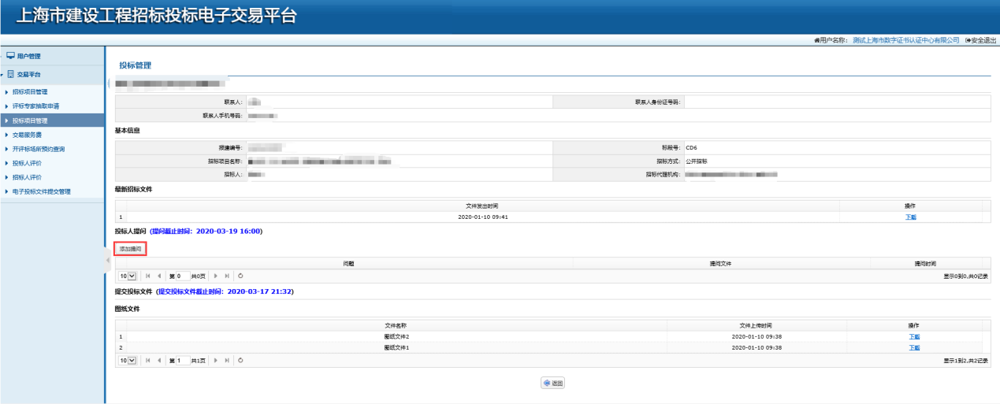 上海市建设工程招标投标电子交易平台
用户名称： 测试上海市数字证书认证中心有限公司 安全退出
用户管理
交易平台
招标项目管理
评标专家抽取申请
投标项目管理
交易服务费
开评标场所预约查询
投标人评价
招标人评价
电子投标文件提交管理
投标管理
联系人： 联系人身份证号码：
联系人手机号码：
基本信息
报建编号： 标段号： CD6
招标项目名称： 招标方式： 公开招标
招标人： 招标代理机构：
最新招标文件
文件发出时间 操作
1 2020-01-10 09:41 下载
投标人提问 (提问截止时间：2020-03-19 16:00)
添加提问
问题 提问文件 提问时间
10 第 0 共0页 显示0到0,共0记录
提交投标文件 (提交投标文件截止时间：2020-03-17 21:32)
图纸文件
文件名称 文件上传时间 操作
1 图纸文件2 2020-01-10 09:38 下载
2 图纸文件1 2020-01-10 09:38 下载
10 第 1 共1页 显示1到2,共2记录
返回